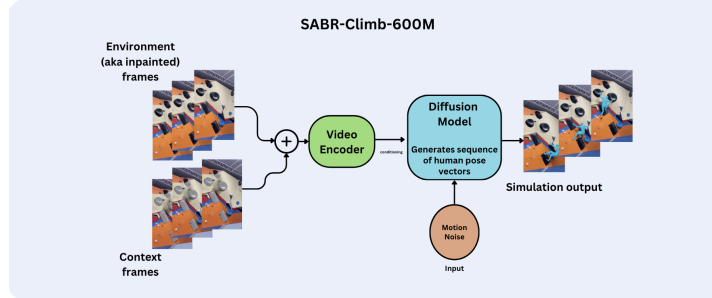 SABR-Climb-600M
Environment
(aka inpainted)
frames
Video
Encoder
conditioning
Diffusion
Model
Generates sequence
of human pose
vectors
Simulation output
Context
frames
Motion
Noise
Input